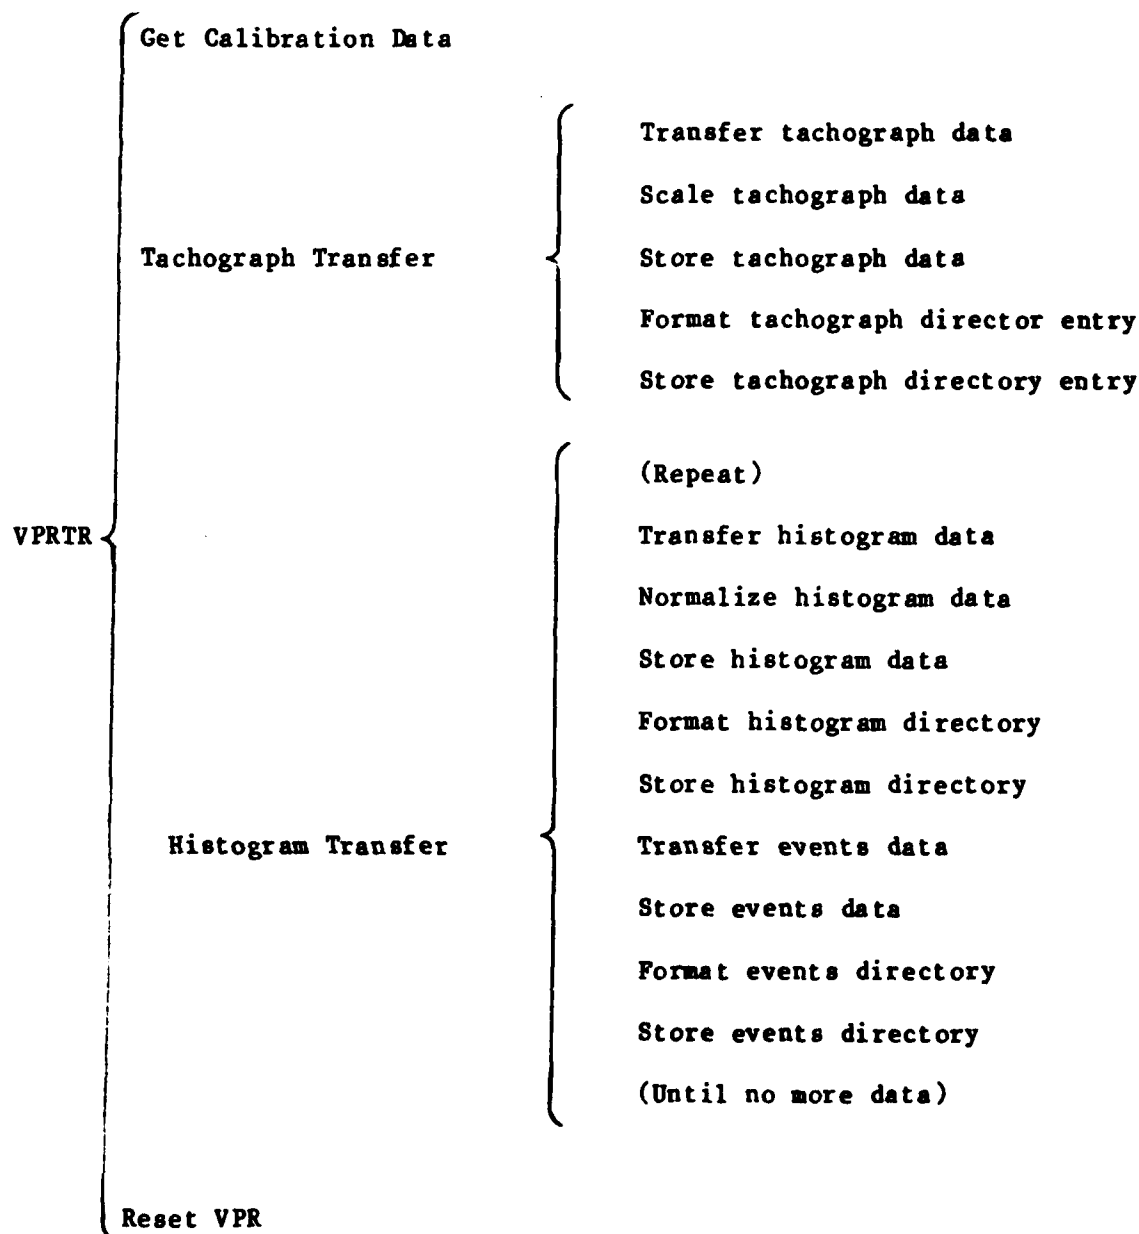 Get Calibration Data
Transfer tachograph data
Scale tachograph data
Tachograph Transfer
Store tachograph data
Format tachograph director entry
Store tachograph directory entry
(Repeat)
VPRTR
Transfer histogram data
Normalize histogram data
Store histogram data
Format histogram directory
Store histogram directory
Histogram Transfer
Transfer events data
Store events data
Format events directory
Store events directory
(Until no more data)
Reset VPR